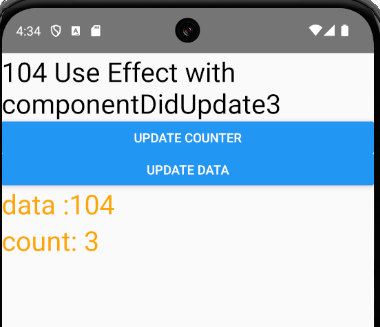 4:34
104 Use Effect with
componentDidUpdate3
UPDATE COUNTER
UPDATE DATA
data :104
count: 3